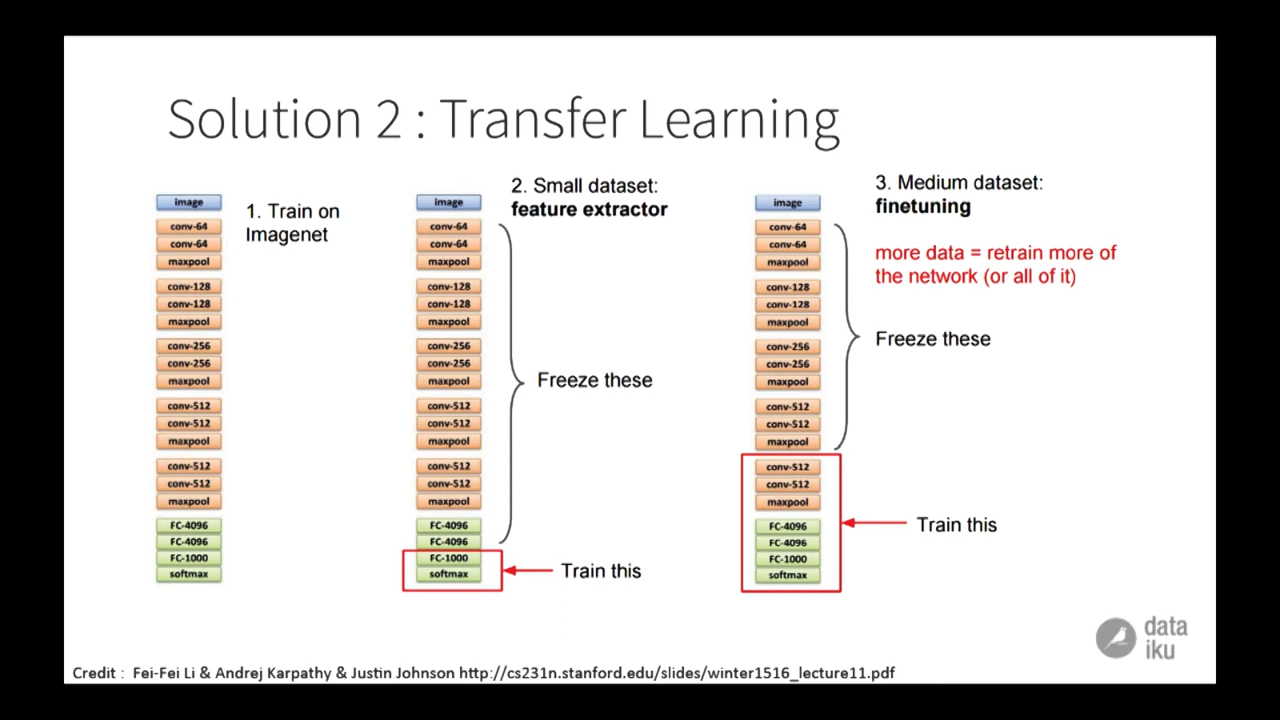 Solution 2 : Transfer Learning
image
conv-64
conv-64
maxpool
conv-128
conv-128
maxpool
conv-256
conv-256
maxpool
conv-512
conv-512
maxpool
conv-512
conv-512
maxpool
FC-4096
FC-4096
FC-1000
softmax
1. Train on
Imagenet
image
conv-64
conv-64
maxpool
conv-128
conv-128
maxpool
conv-256
conv-256
maxpool
conv-512
conv-512
maxpool
conv-512
conv-512
maxpool
FC-4096
FC-4096
FC-1000
softmax
2. Small dataset:
feature extractor
Freeze these
Train this
image
conv-64
conv-64
maxpool
conv-128
conv-128
maxpool
conv-256
conv-256
maxpool
conv-512
conv-512
maxpool
conv-512
conv-512
maxpool
FC-4096
FC-4096
FC-1000
softmax
3. Medium dataset:
finetuning
more data = retrain more of
the network (or all of it)
Freeze these
Train this
data
iku
Credit : Fei-Fei Li & Andrej Karpathy & Justin Johnson http://cs231n.stanford.edu/slides/winter1516_lecture11.pdf